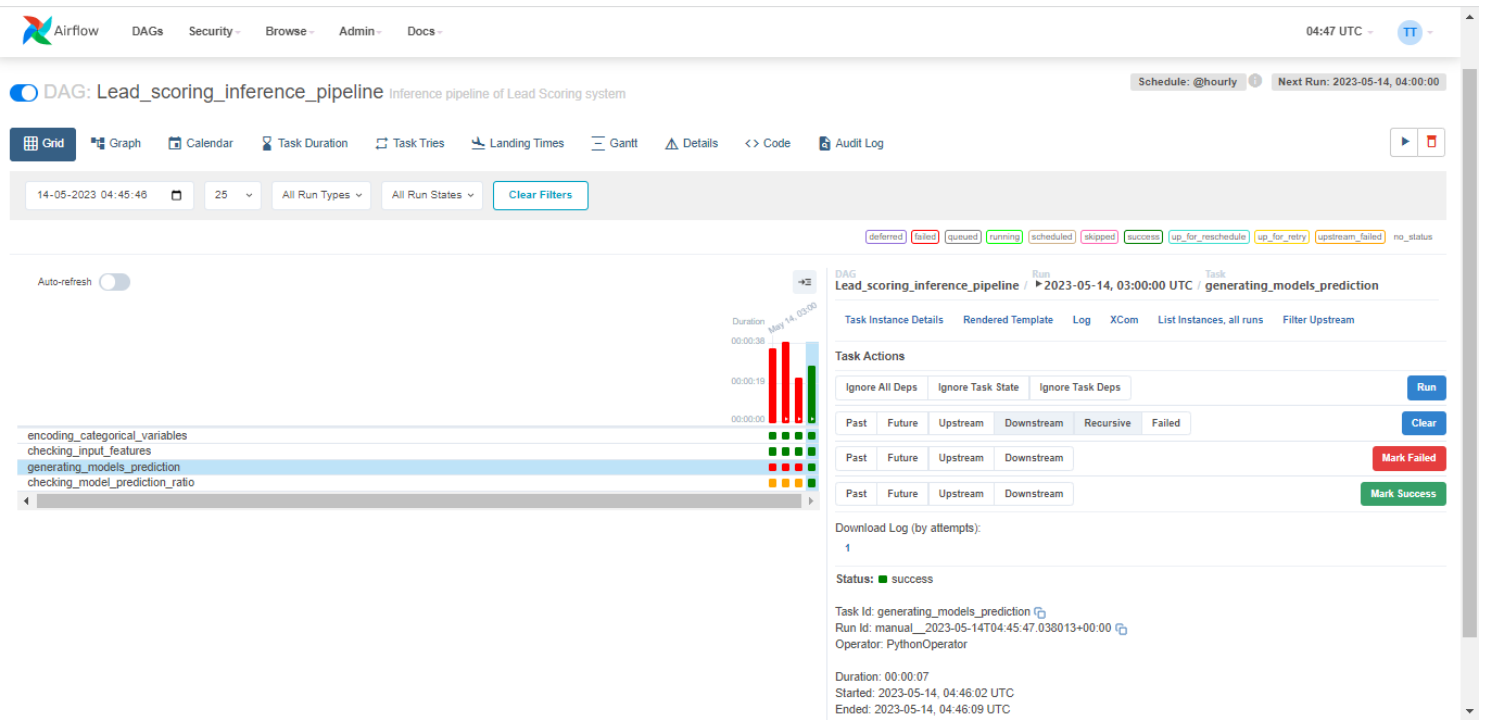 Airflow DAGs Security Browse Admin Docs 04:47 UTC TT
DAG: Lead_scoring_inference_pipeline Inference pipeline of Lead Scoring system Schedule: @hourly Next Run: 2023-05-14, 04:00:00
Grid Graph Calendar Task Duration Task Tries Landing Times Gantt Details <> Code Audit Log
14-05-2023 04:45:46 25 All Run Types All Run States Clear Filters
deferred failed queued running scheduled skipped success up_for_reschedule up_for_retry upstream_failed no_status
Auto-refresh
Duration May 14, 03:00
00:00:38
00:00:19
00:00:00
encoding_categorical_variables
checking_input_features
generating_models_prediction
checking_model_prediction_ratio
DAG Run Task
Lead_scoring_inference_pipeline / 2023-05-14, 03:00:00 UTC / generating_models_prediction
Task Instance Details Rendered Template Log XCom List Instances, all runs Filter Upstream
Task Actions
Ignore All Deps Ignore Task State Ignore Task Deps Run
Past Future Upstream Downstream Recursive Failed Clear
Past Future Upstream Downstream Mark Failed
Past Future Upstream Downstream Mark Success
Download Log (by attempts):
1
Status: success
Task Id: generating_models_prediction
Run Id: manual__2023-05-14T04:45:47.038013+00:00
Operator: PythonOperator
Duration: 00:00:07
Started: 2023-05-14, 04:46:02 UTC
Ended: 2023-05-14, 04:46:09 UTC